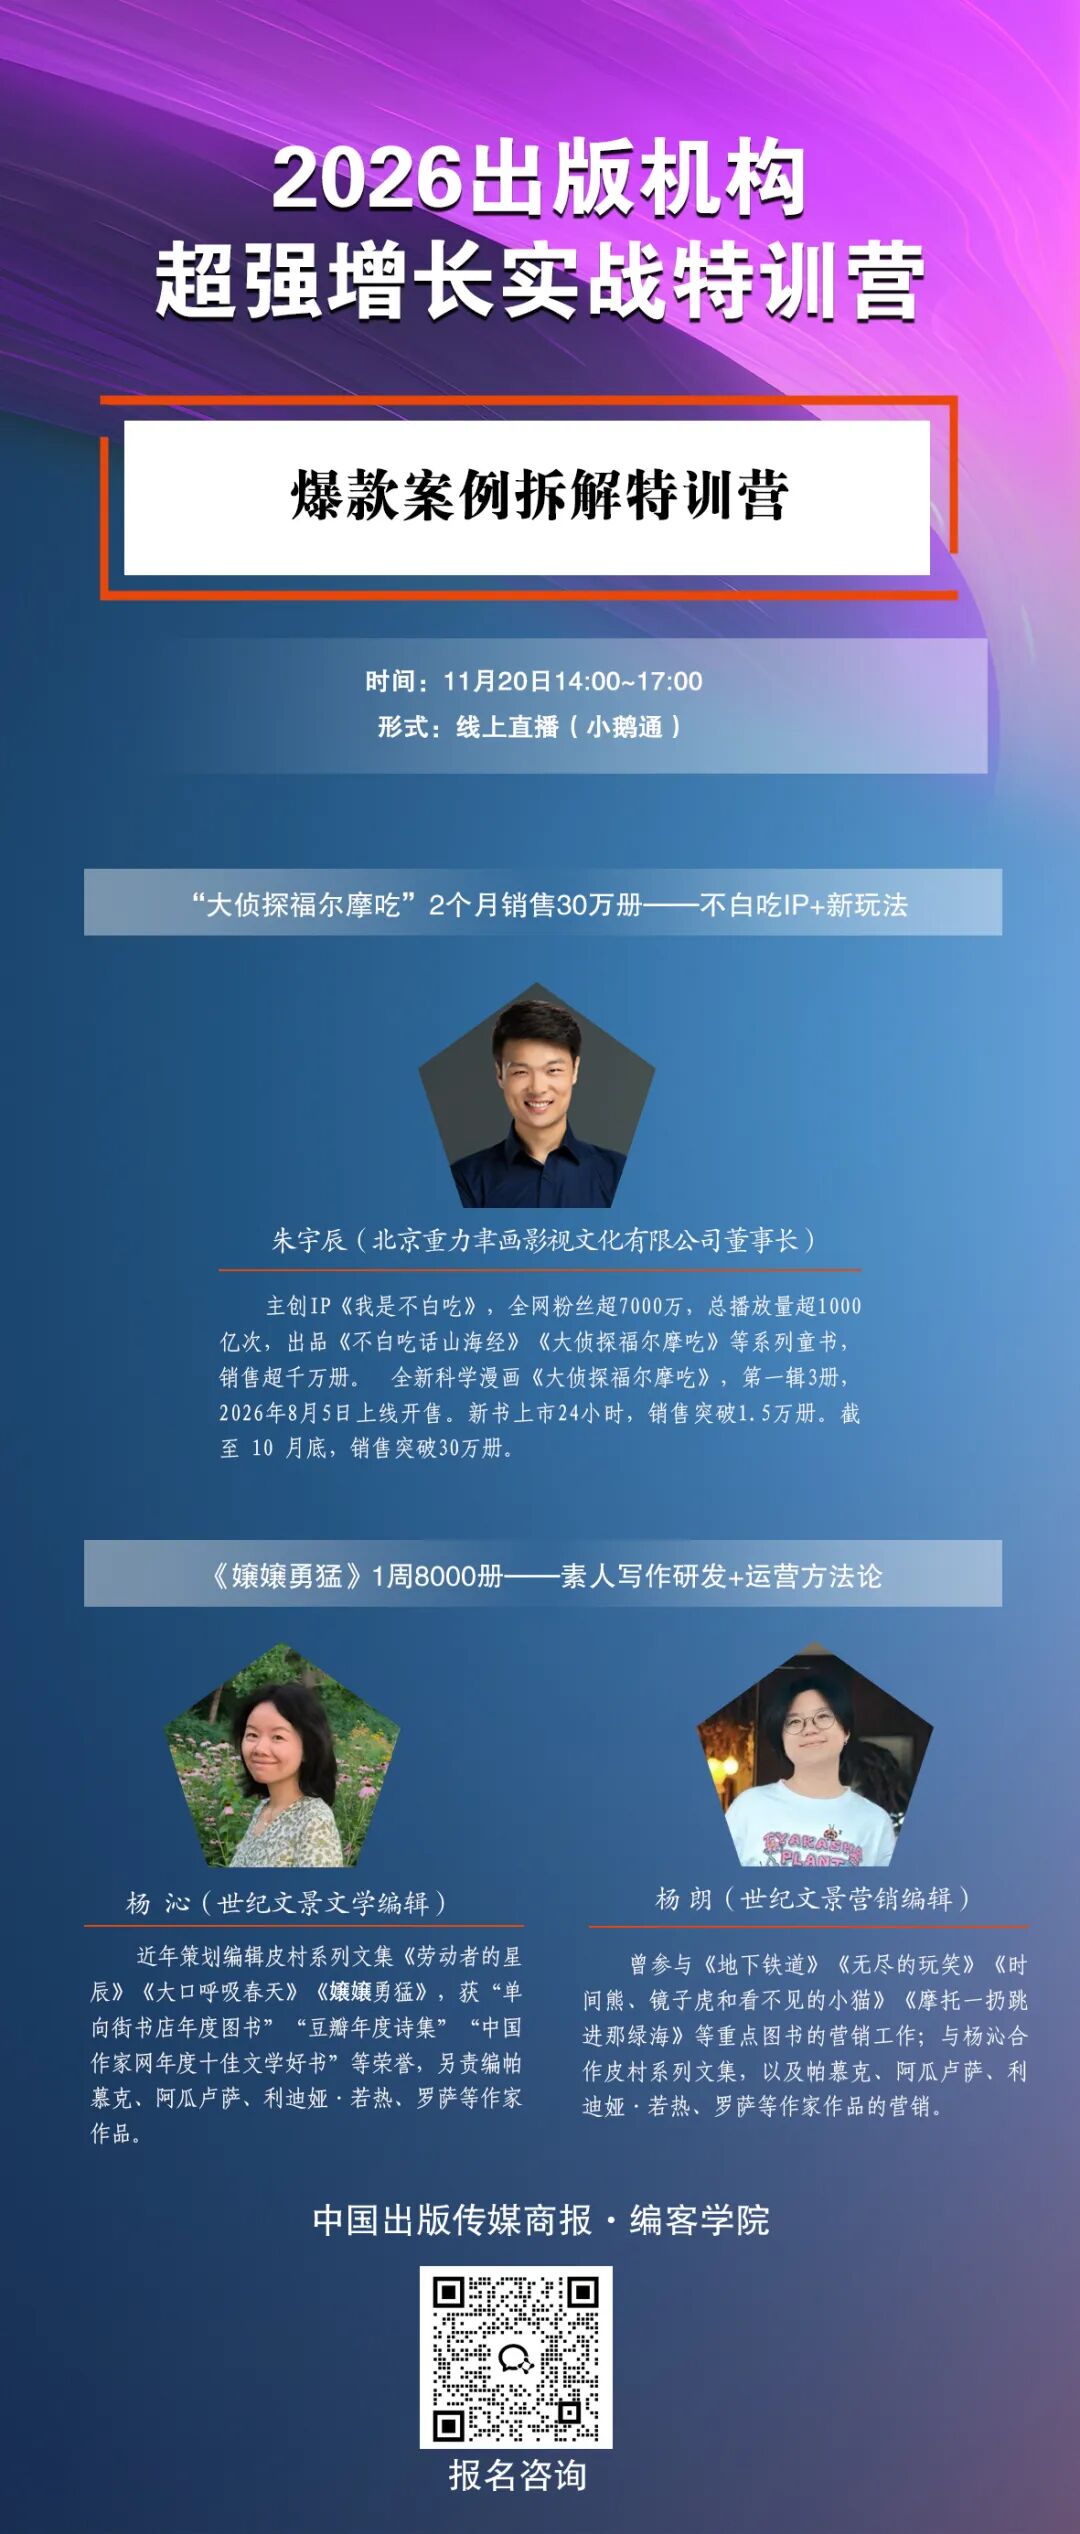 2026出版机构
超强增长实战特训营
爆款案例拆解特训营
时间：11月20日14:00~17:00
形式：线上直播（小鹅通）
“大侦探福尔摩吃”2个月销售30万册——不白吃IP+新玩法
朱宇辰（北京重力聿画影视文化有限公司董事长）
主创IP《我是不白吃》，全网粉丝超7000万，总播放量超1000
亿次，出品《不白吃话山海经》《大侦探福尔摩吃》等系列童书，
销售超千万册。 全新科学漫画《大侦探福尔摩吃》，第一辑3册，
2026年8月5日上线开售。新书上市24小时，销售突破1.5万册。截
至 10 月底，销售突破30万册。
《嬢嬢勇猛》1周8000册——素人写作研发+运营方法论
杨 沁（世纪文景文学编辑）
近年策划编辑皮村系列文集《劳动者的星
辰》《大口呼吸春天》《嬢嬢勇猛》，获“单
向街书店年度图书”“豆瓣年度诗集”“中国
作家网年度十佳文学好书”等荣誉，另责编帕
慕克、阿瓜卢萨、利迪娅·若热、罗萨等作家
作品。
杨 朗（世纪文景营销编辑）
曾参与《地下铁道》《无尽的玩笑》《时
间熊、镜子虎和看不见的小猫》《摩托一扔跳
进那绿海》等重点图书的营销工作；与杨沁合
作皮村系列文集，以及帕慕克、阿瓜卢萨、利
迪娅·若热、罗萨等作家作品的营销。
TYAKASHA
PLANT
中国出版传媒商报·编客学院
报名咨询